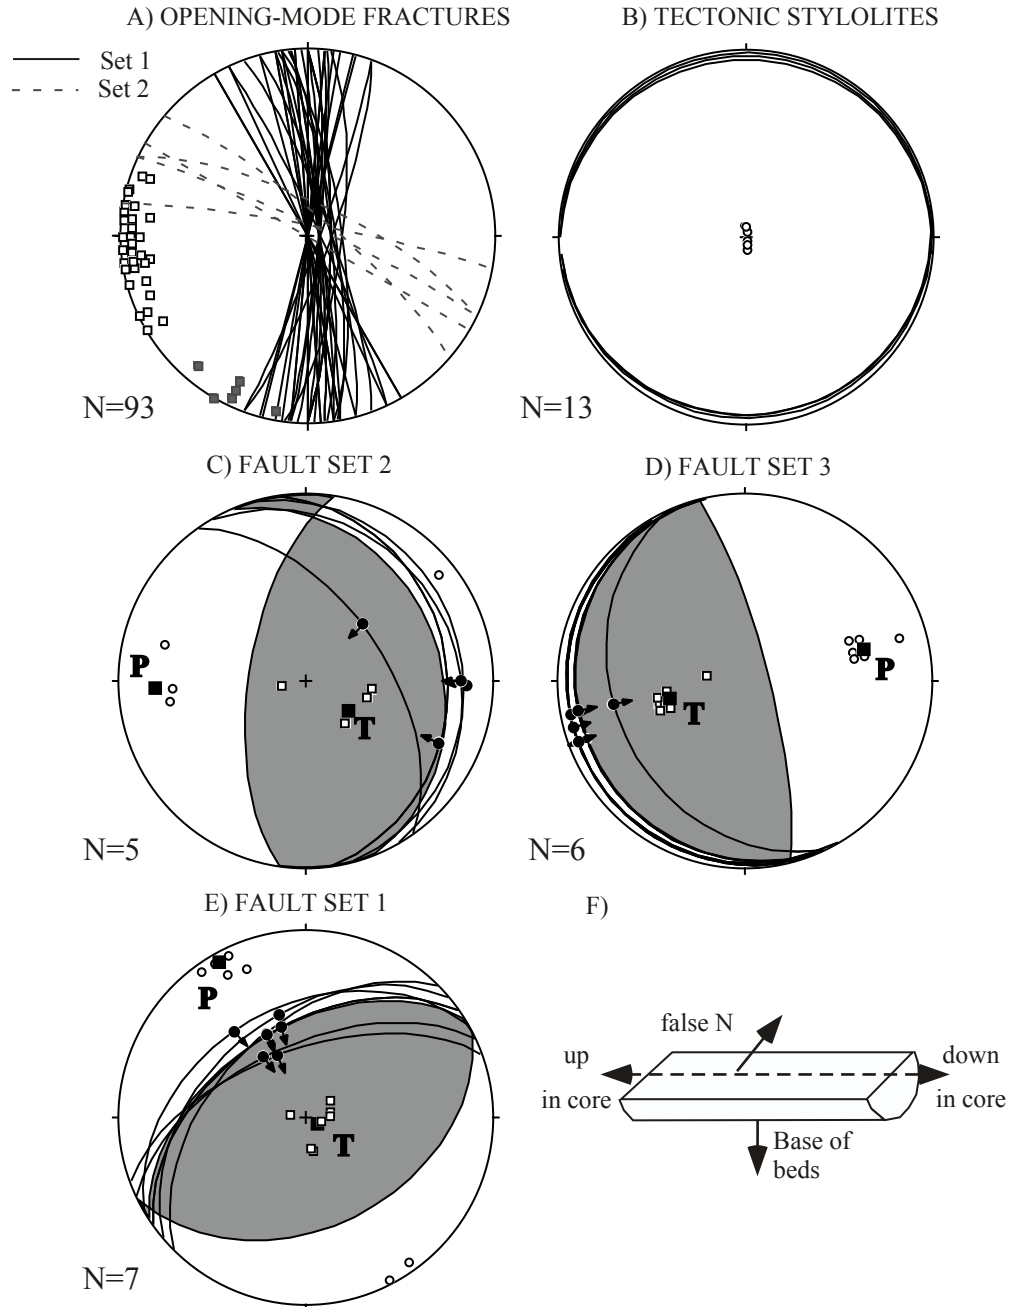 A) OPENING-MODE FRACTURES
B) TECTONIC STYLOLITES
Set 1
Set 2
N=93
N=13
C) FAULT SET 2
D) FAULT SET 3
P
T
N=5
P
T
N=6
E) FAULT SET 1
F)
P
T
N=7
false N
up
in core
down
in core
Base of
beds